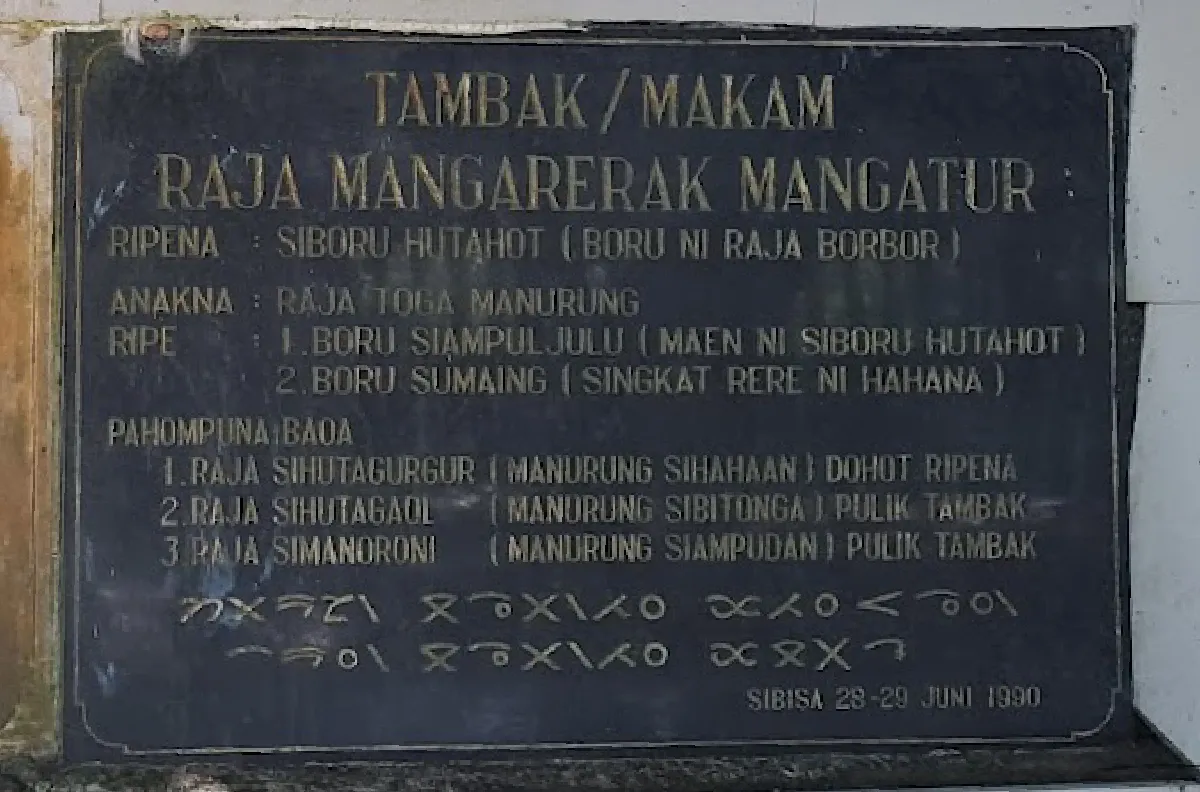 TAMBAK/MAKAM
RAJA MANGARERAK MANGATUR
RIPENA : SIBORU HUTAHOT (BORU NI RAJA BORBOR)
ANAKNA : RAJA TOGA MANURUNG
RIPE : 1. BORU SIAMPULJULU (MAEN NI SIBORU HUTAHOT)
2. BORU SUMAING (SINGKAT RERE NI HAHANA)
PAHOMPUNA:BAOA
1. RAJA SIHUTAGURGUR (MANURUNG SIHAHAAN) DOHOT RIPENA
2. RAJA SIHUTAGAOL (MANURUNG SIBITONGA) PULIK TAMBAK
3. RAJA SIMANORONI (MANURUNG SIAMPUDAN) PULIK TAMBAK
SIBISA 28-29 JUNI 1990